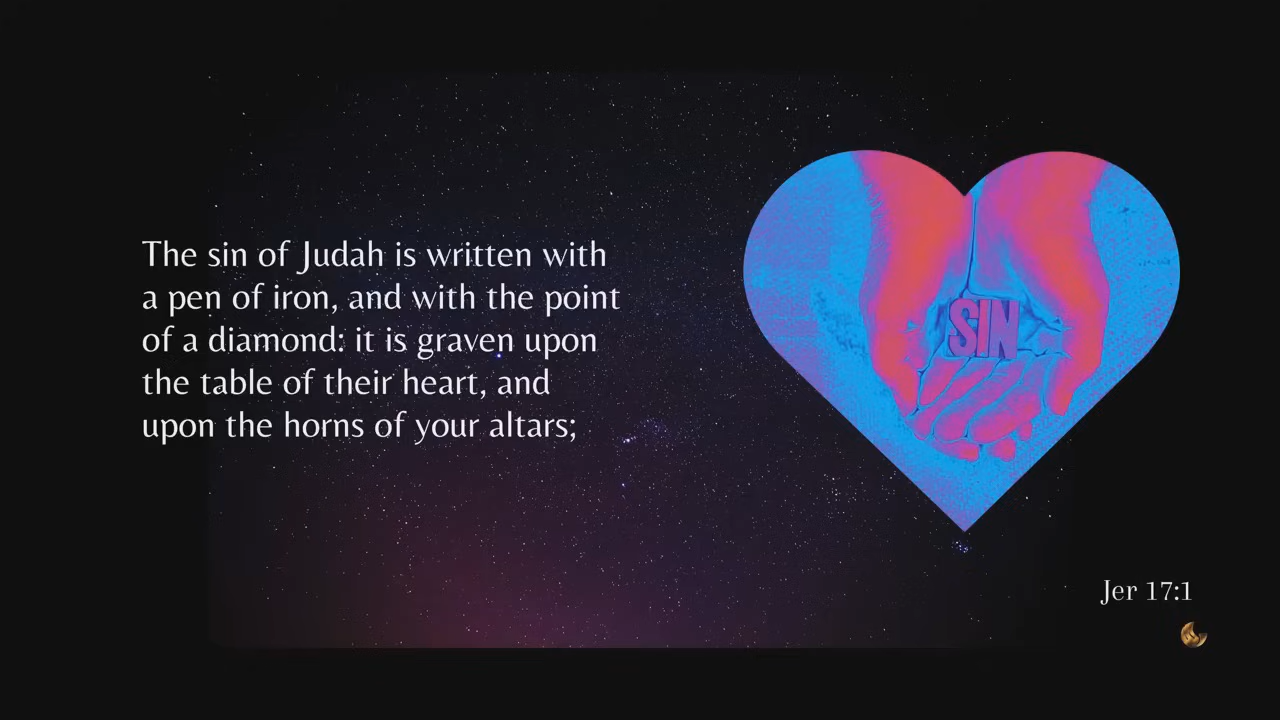 The sin of Judah is written with
a pen of iron, and with the point
of a diamond: it is graven upon
the table of their heart, and
upon the horns of your altars;
SIN
Jer 17:1